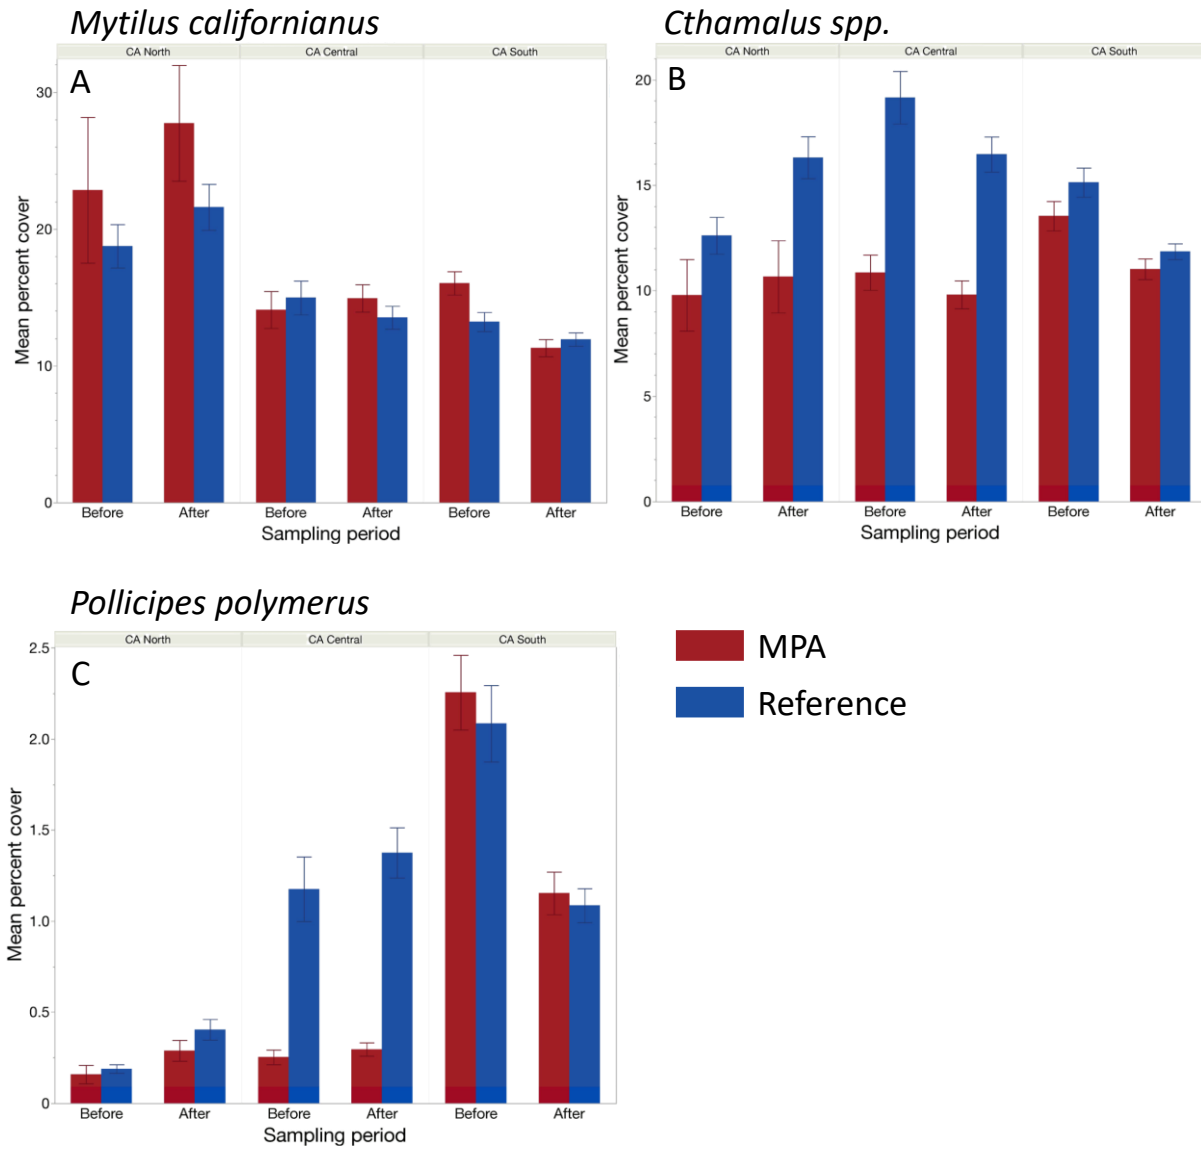 Mytilus californianus
CA North CA Central CA South
A
30
20
10
0
Mean percent cover
Before After Before After Before After
Sampling period
Cthamalus spp.
CA North CA Central CA South
B
20
15
10
5
0
Mean percent cover
Before After Before After Before After
Sampling period
Pollicipes polymerus
CA North CA Central CA South
C
2.5
2.0
1.5
1.0
0.5
0
Mean percent cover
Before After Before After Before After
Sampling period
MPA
Reference